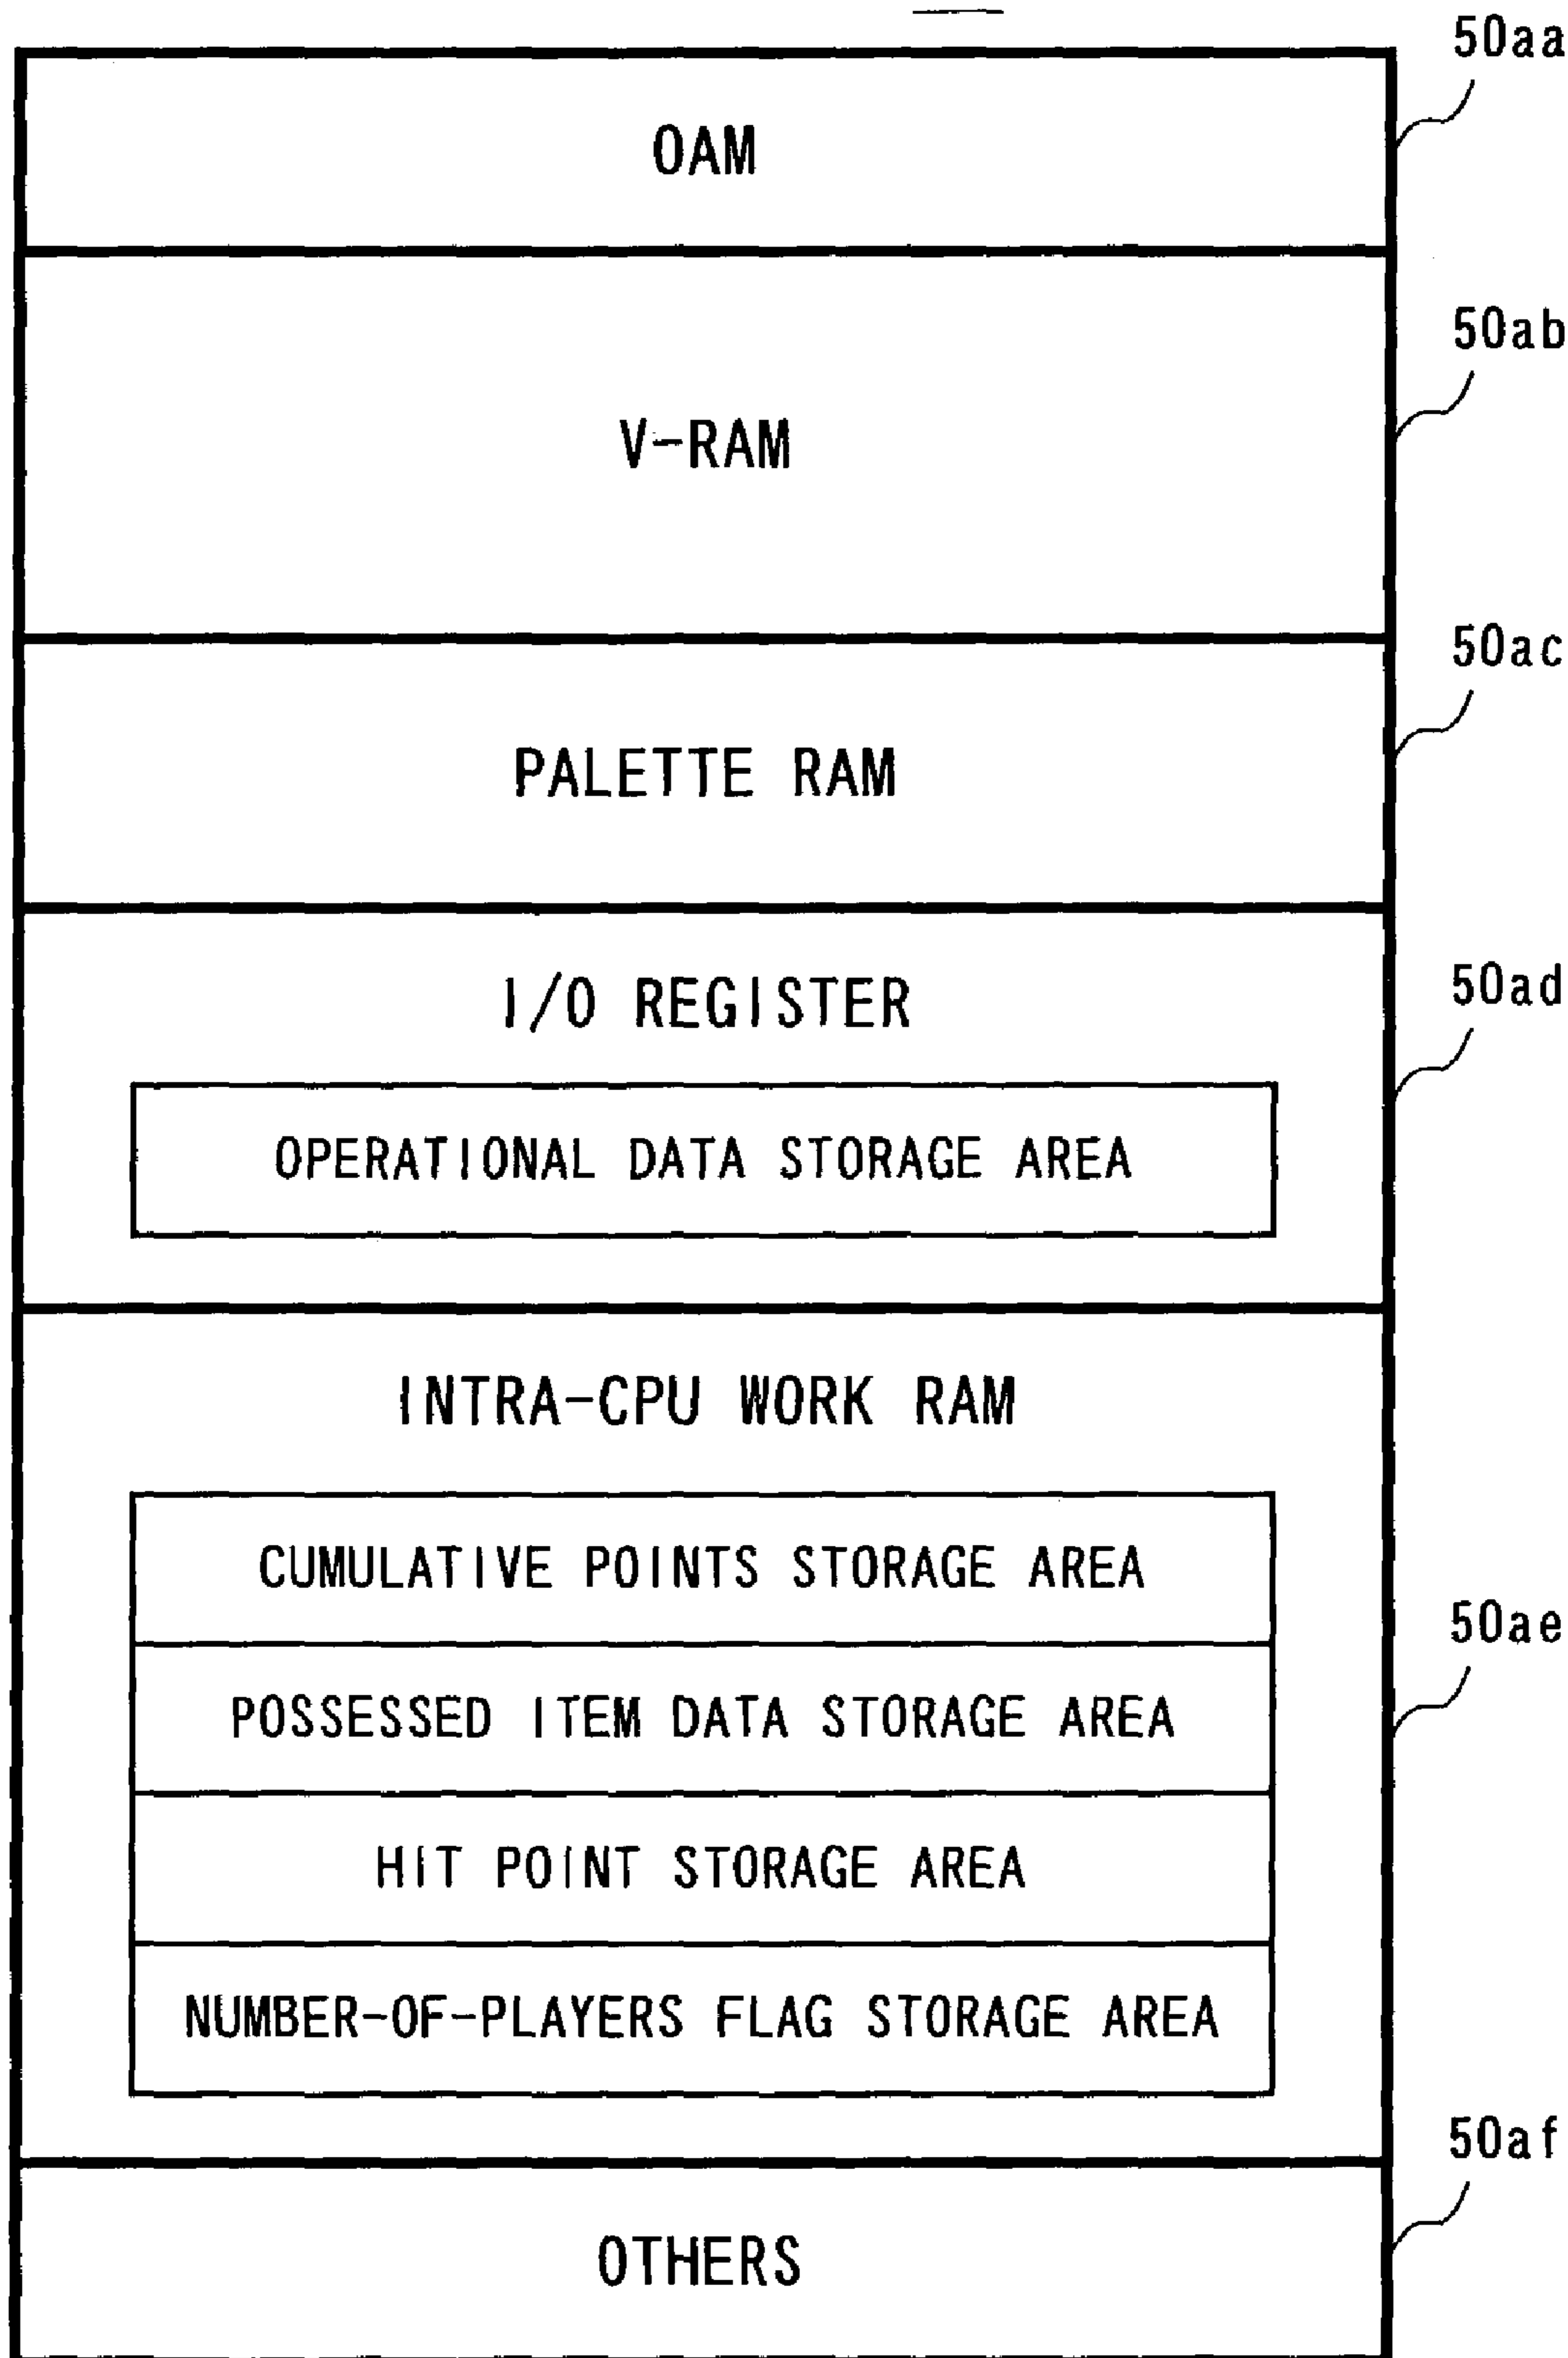 50aa
OAM
50ab
V-RAM
50ac
PALETTE RAM
50ad
I/O REGISTER
OPERATIONAL DATA STORAGE AREA
INTRA-CPU WORK RAM
CUMULATIVE POINTS STORAGE AREA
50ae
POSSESSED ITEM DATA STORAGE AREA
HIT POINT STORAGE AREA
NUMBER-OF-PLAYERS FLAG STORAGE AREA
50af
OTHERS